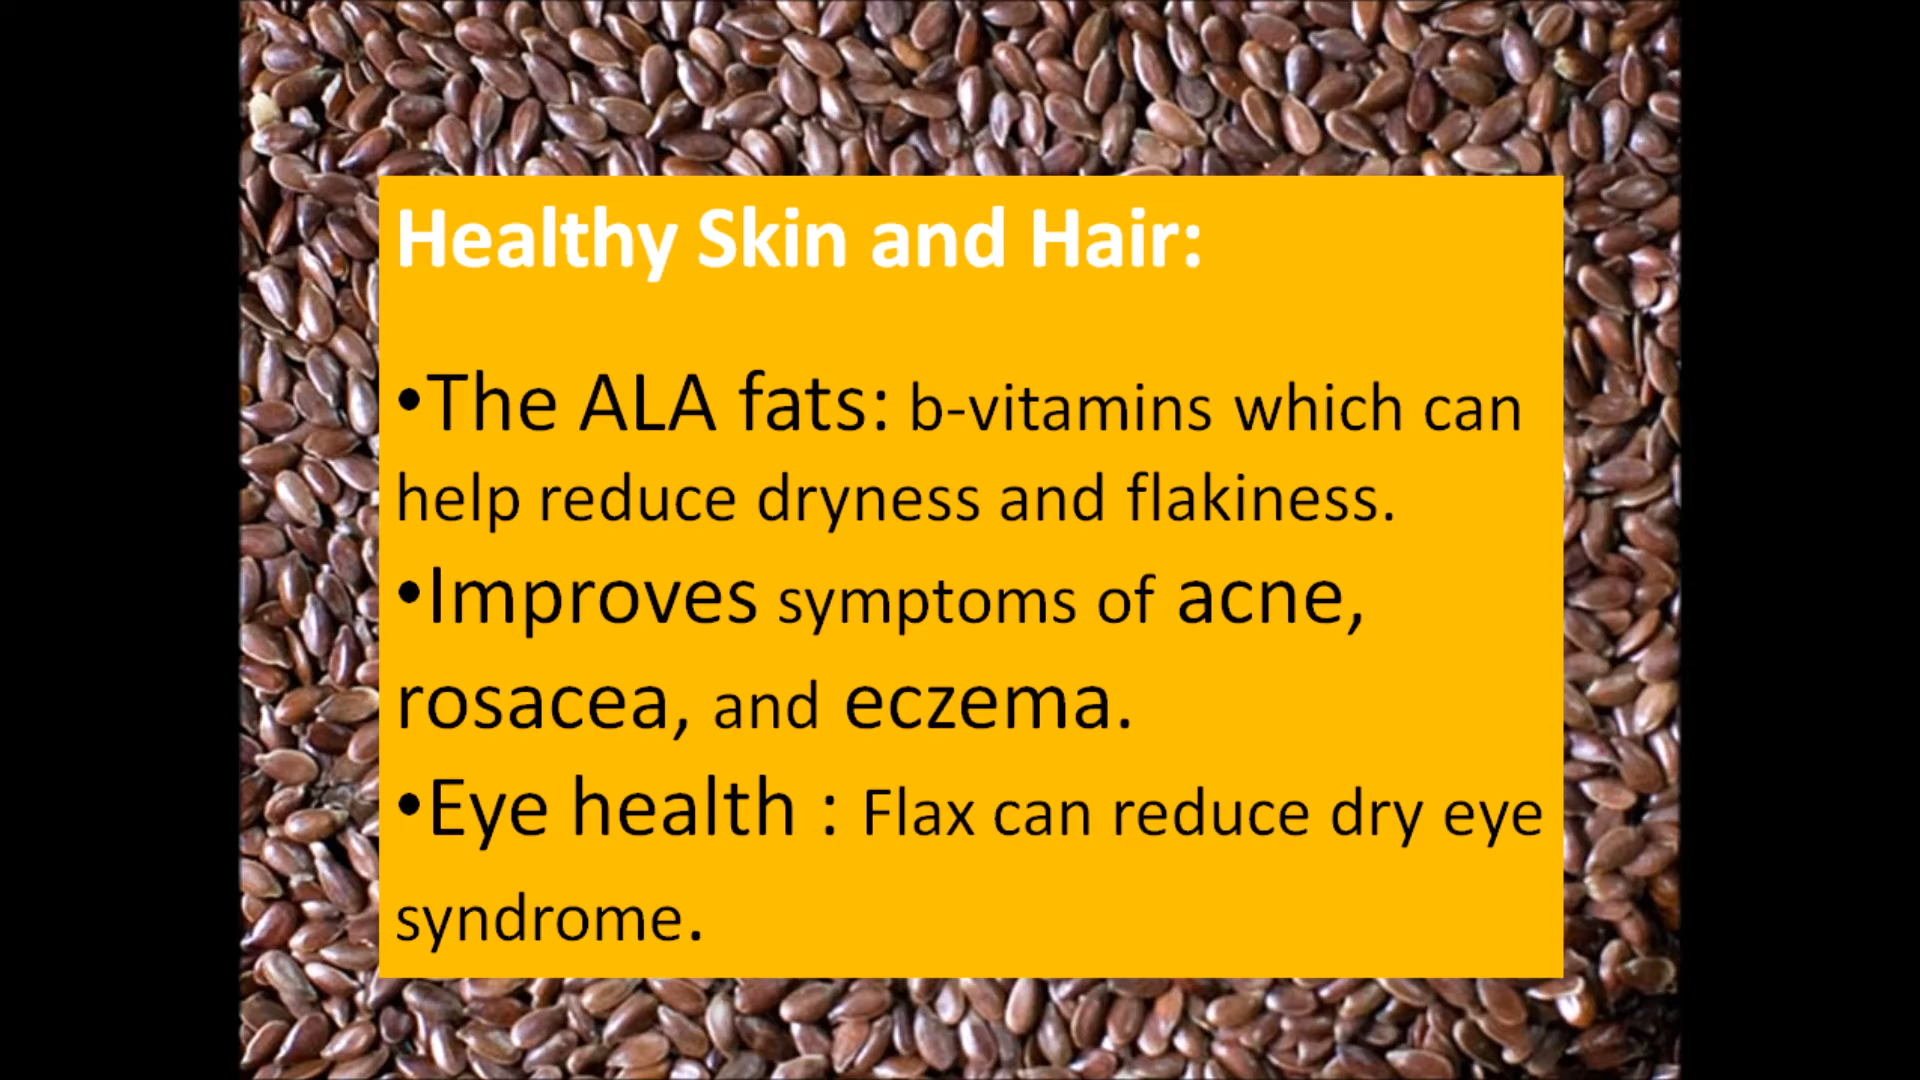 Healthy Skin and Hair:
•The ALA fats: b-vitamins which can
help reduce dryness and flakiness.
•Improves symptoms of acne,
rosacea, and eczema.
•Eye health : Flax can reduce dry eye
syndrome.